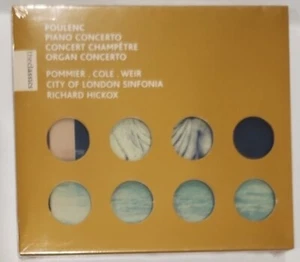 POULENC
PIANO CONCERTO
CONCERT CHAMPÊTRE
ORGAN CONCERTO
POMMIER . COLE . WEIR
CITY OF LONDON SINFONIA
RICHARD HICKOX